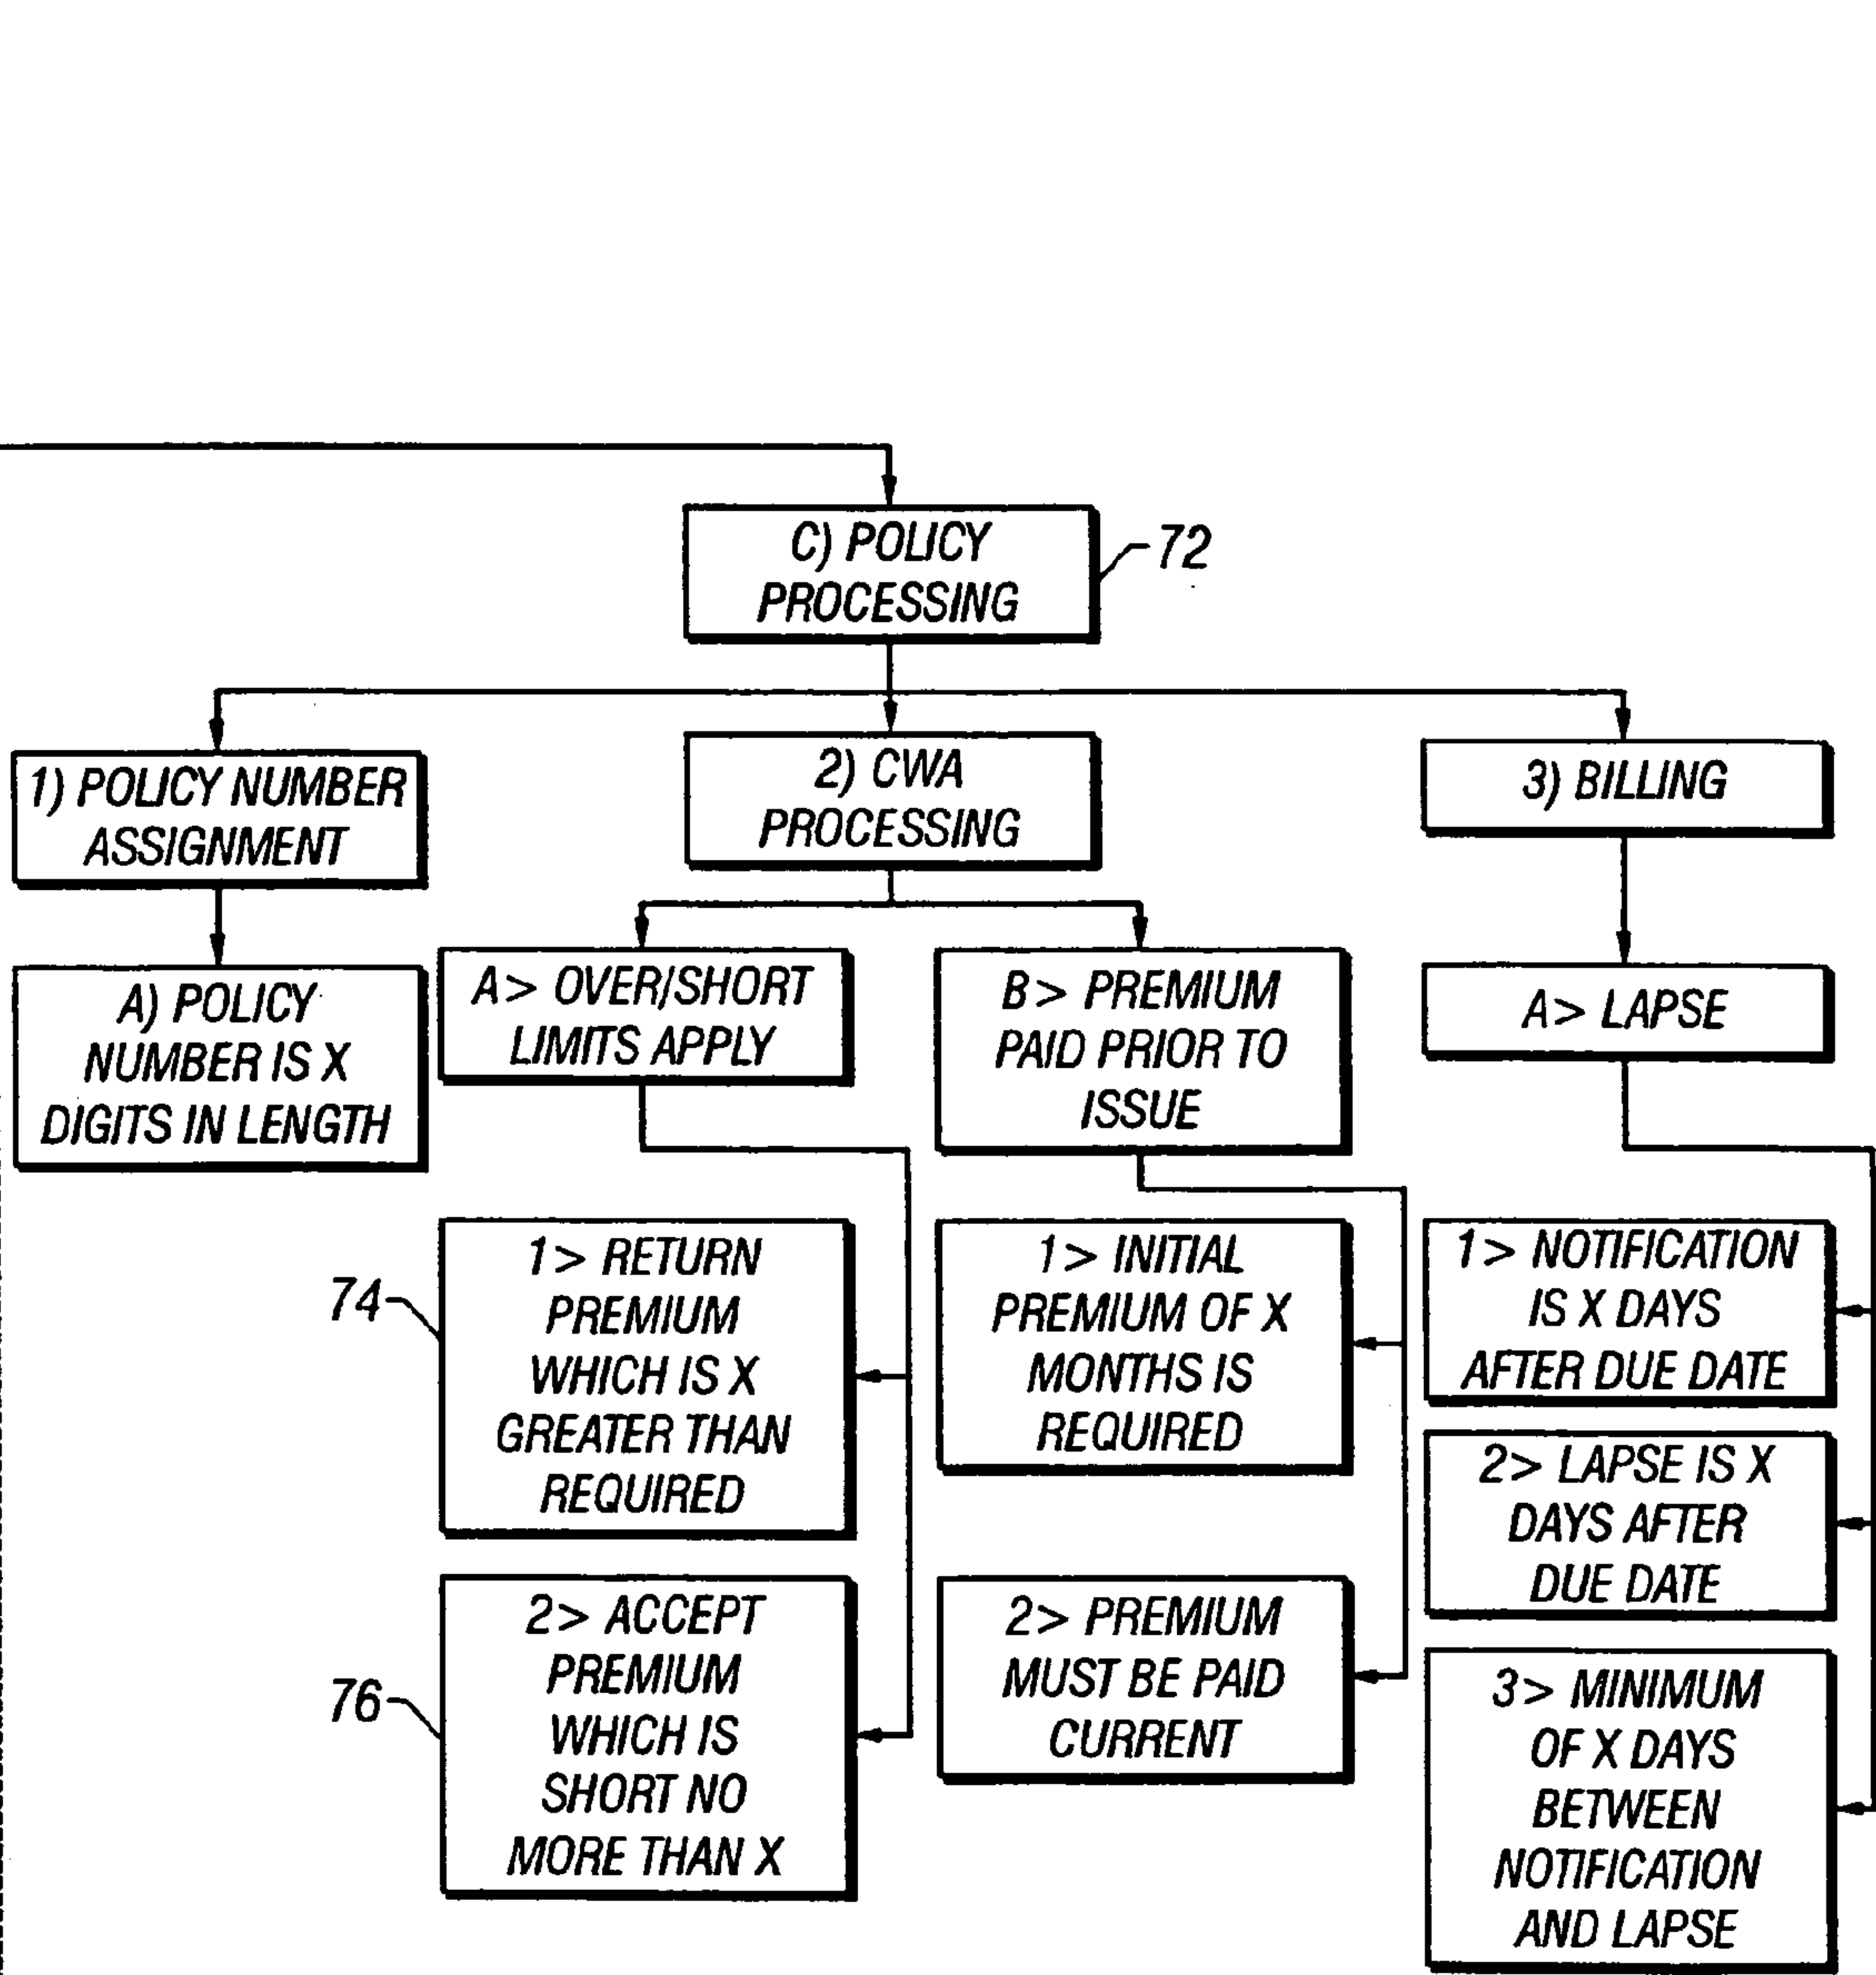 C) POLICY
PROCESSING
72
1) POLICY NUMBER
ASSIGNMENT
2) CWA
PROCESSING
3) BILLING
A) POLICY
NUMBER IS X
DIGITS IN LENGTH
A> OVER/SHORT
LIMITS APPLY
B> PREMIUM
PAID PRIOR TO
ISSUE
A> LAPSE
74
1> RETURN
PREMIUM
WHICH IS X
GREATER THAN
REQUIRED
1> INITIAL
PREMIUM OF X
MONTHS IS
REQUIRED
1> NOTIFICATION
IS X DAYS
AFTER DUE DATE
2> LAPSE IS X
DAYS AFTER
DUE DATE
76
2> ACCEPT
PREMIUM
WHICH IS
SHORT NO
MORE THAN X
2> PREMIUM
MUST BE PAID
CURRENT
3> MINIMUM
OF X DAYS
BETWEEN
NOTIFICATION
AND LAPSE